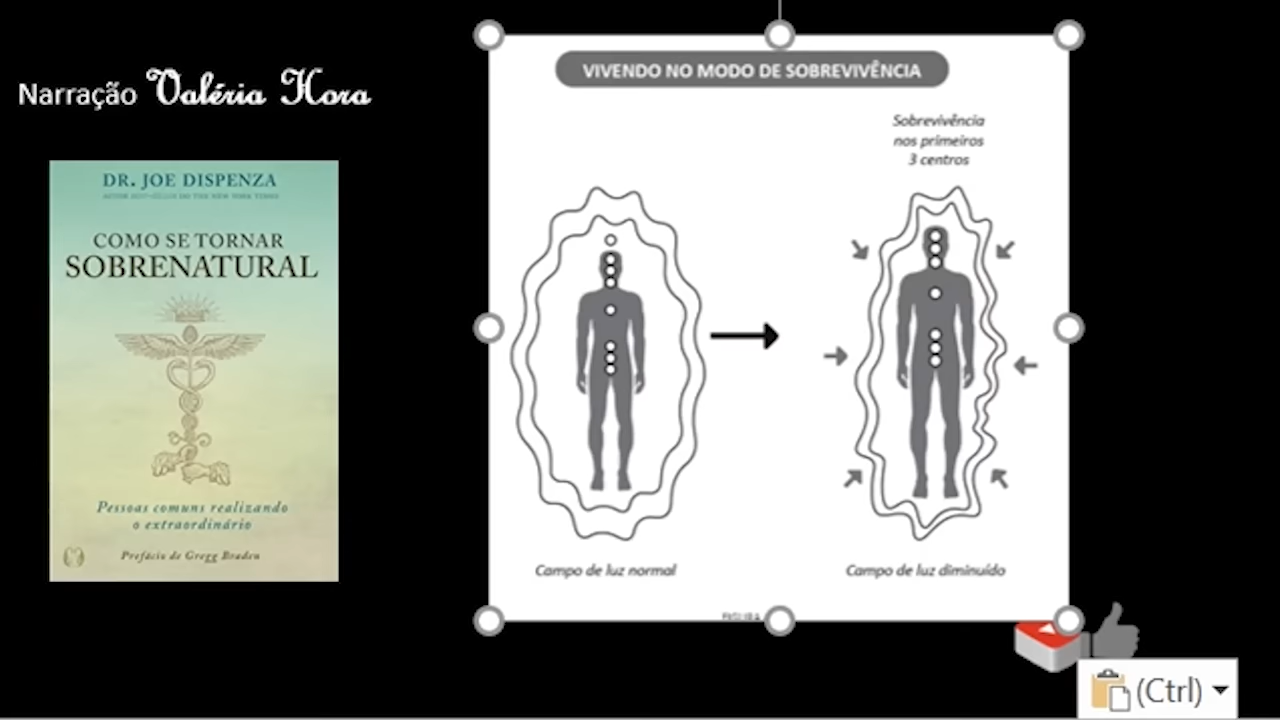 Narração Valéria Hora
DR. JOE DISPENZA
COMO SE TORNAR
SOBRENATURAL
Pessoas comuns realizando
o extraordinário
Prefácio de Gregg Braden
VIVENDO NO MODO DE SOBREVIVÊNCIA
Sobrevivência
nos primeiros
3 centros
Campo de luz normal
Campo de luz diminuído
(Ctrl)